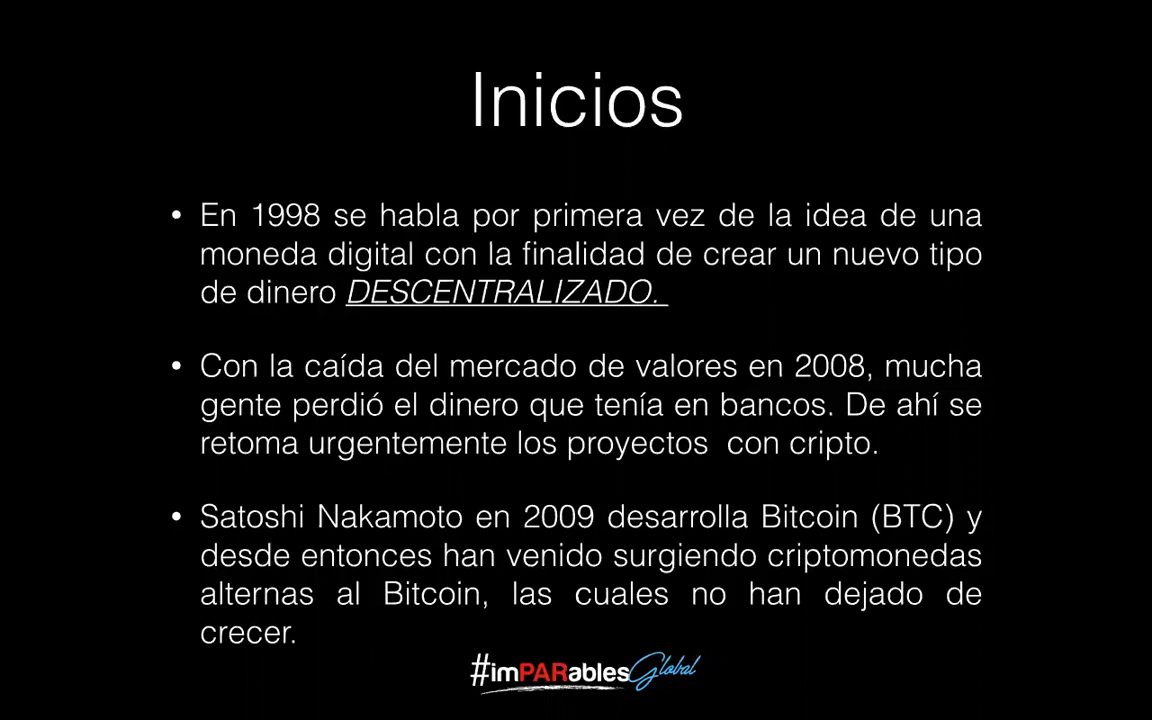 Inicios
• En 1998 se habla por primera vez de la idea de una
moneda digital con la finalidad de crear un nuevo tipo
de dinero DESCENTRALIZADO.
• Con la caída del mercado de valores en 2008, mucha
gente perdió el dinero que tenía en bancos. De ahí se
retoma urgentemente los proyectos  con cripto.
• Satoshi Nakamoto en 2009 desarrolla Bitcoin (BTC) y
desde entonces han venido surgiendo criptomonedas
alternas al Bitcoin, las cuales no han dejado de
crecer.
#imPARablesGlobal